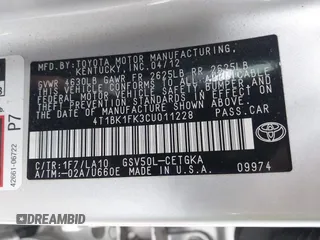 MFD. BY: TOYOTA MOTOR MANUFACTURING,
KENTUCKY, INC. 04/12
GVWR 4630LB GAWR FR 2625LB RR 2625LB
THIS VEHICLE CONFORMS TO ALL APPLICABLE
FEDERAL MOTOR VEHICLE SAFETY, BUMPER, AND
THEFT PREVENTION STANDARDS IN EFFECT ON
THE DATE OF MANUFACTURE SHOWN ABOVE.
4T1BK1FK3CU011228
PASS.CAR
C/TR:1F7/LA10 GSV50L-CETGKA
A/TM:-02A/U660E MADE IN U.S.A.
09974
P7
42661-06722
DREAMBID